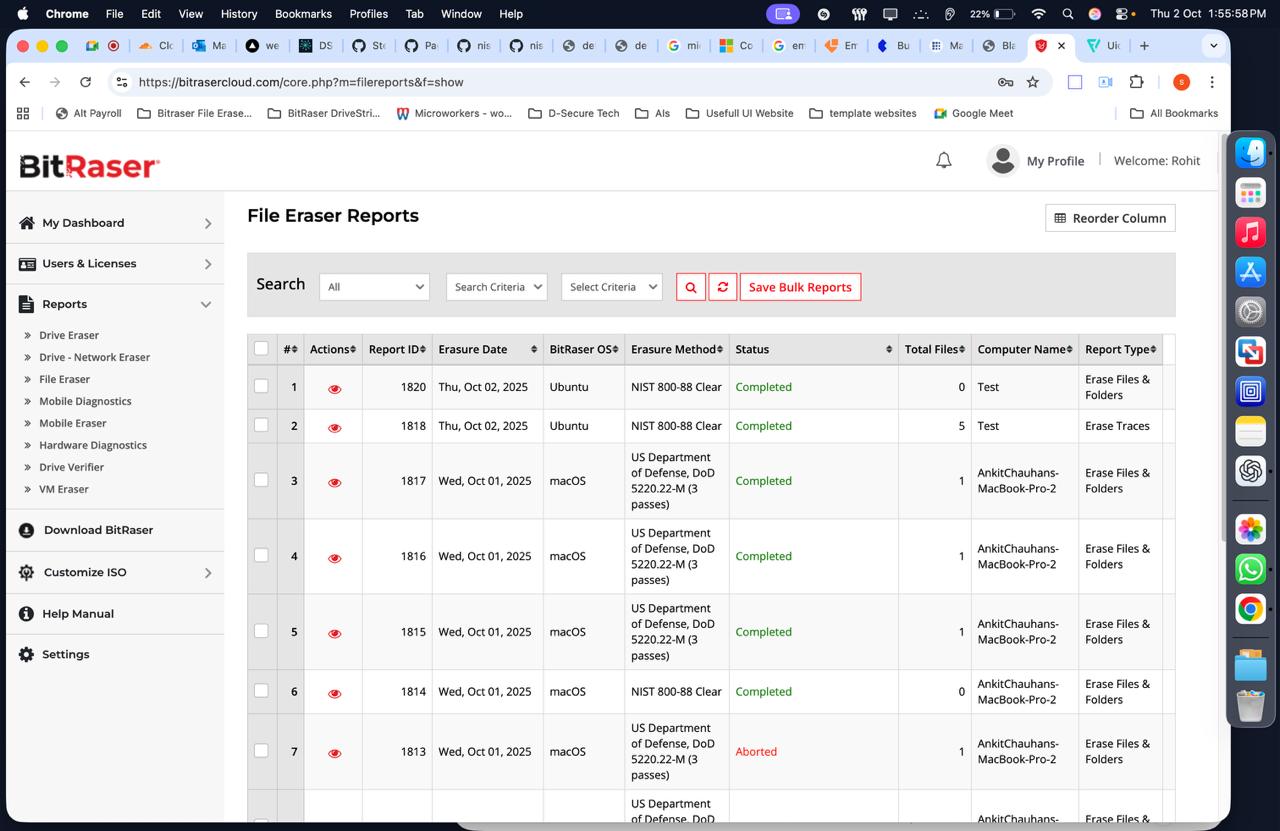 Chrome File Edit View History Bookmarks Profiles Tab Window Help 22% Thu 2 Oct 1:55:58 PM
Clo Ma we DS Sto Pa nis nis de de mi Co em Em Bu Ma Bla Uic
https://bitrasercloud.com/core.php?m=filereports&f=show s
Alt Payroll Bitraser File Erase... BitRaser DriveStri... Microworkers - wo... D-Secure Tech AIs Usefull UI Website template websites Google Meet All Bookmarks
BitRaser My Profile Welcome: Rohit
My Dashboard
Users & Licenses
Reports
Drive Eraser
Drive - Network Eraser
File Eraser
Mobile Diagnostics
Mobile Eraser
Hardware Diagnostics
Drive Verifier
VM Eraser
Download BitRaser
Customize ISO
Help Manual
Settings
File Eraser Reports Reorder Column
Search All Search Criteria Select Criteria Save Bulk Reports
# Actions Report ID Erasure Date BitRaser OS Erasure Method Status Total Files Computer Name Report Type
1 1820 Thu, Oct 02, 2025 Ubuntu NIST 800-88 Clear Completed 0 Test Erase Files &
Folders
2 1818 Thu, Oct 02, 2025 Ubuntu NIST 800-88 Clear Completed 5 Test Erase Traces
US Department
of Defense, DoD
5220.22-M (3
passes)
3 1817 Wed, Oct 01, 2025 macOS Completed 1 AnkitChauhans-
MacBook-Pro-2
Erase Files &
Folders
US Department
of Defense, DoD
5220.22-M (3
passes)
4 1816 Wed, Oct 01, 2025 macOS Completed 1 AnkitChauhans-
MacBook-Pro-2
Erase Files &
Folders
US Department
of Defense, DoD
5220.22-M (3
passes)
5 1815 Wed, Oct 01, 2025 macOS Completed 1 AnkitChauhans-
MacBook-Pro-2
Erase Files &
Folders
6 1814 Wed, Oct 01, 2025 macOS NIST 800-88 Clear Completed 0 AnkitChauhans-
MacBook-Pro-2
Erase Files &
Folders
US Department
of Defense, DoD
5220.22-M (3
passes)
7 1813 Wed, Oct 01, 2025 macOS Aborted 1 AnkitChauhans-
MacBook-Pro-2
Erase Files &
Folders
US Department
of Defense, DoD
AnkitChauhans-
Erase Files &